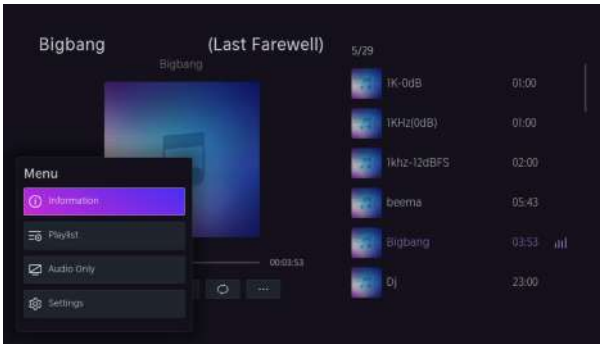 Bigbang (Last Farewell)
Bigbang
5/29
1K-0dB 01:00
1KHz(0dB) 01:00
1khz-12dBFS 02:00
beema 05:43
Bigbang 03:53
Dj 23:00
Menu
Information
Playlist
Audio Only
Settings
00:03:53